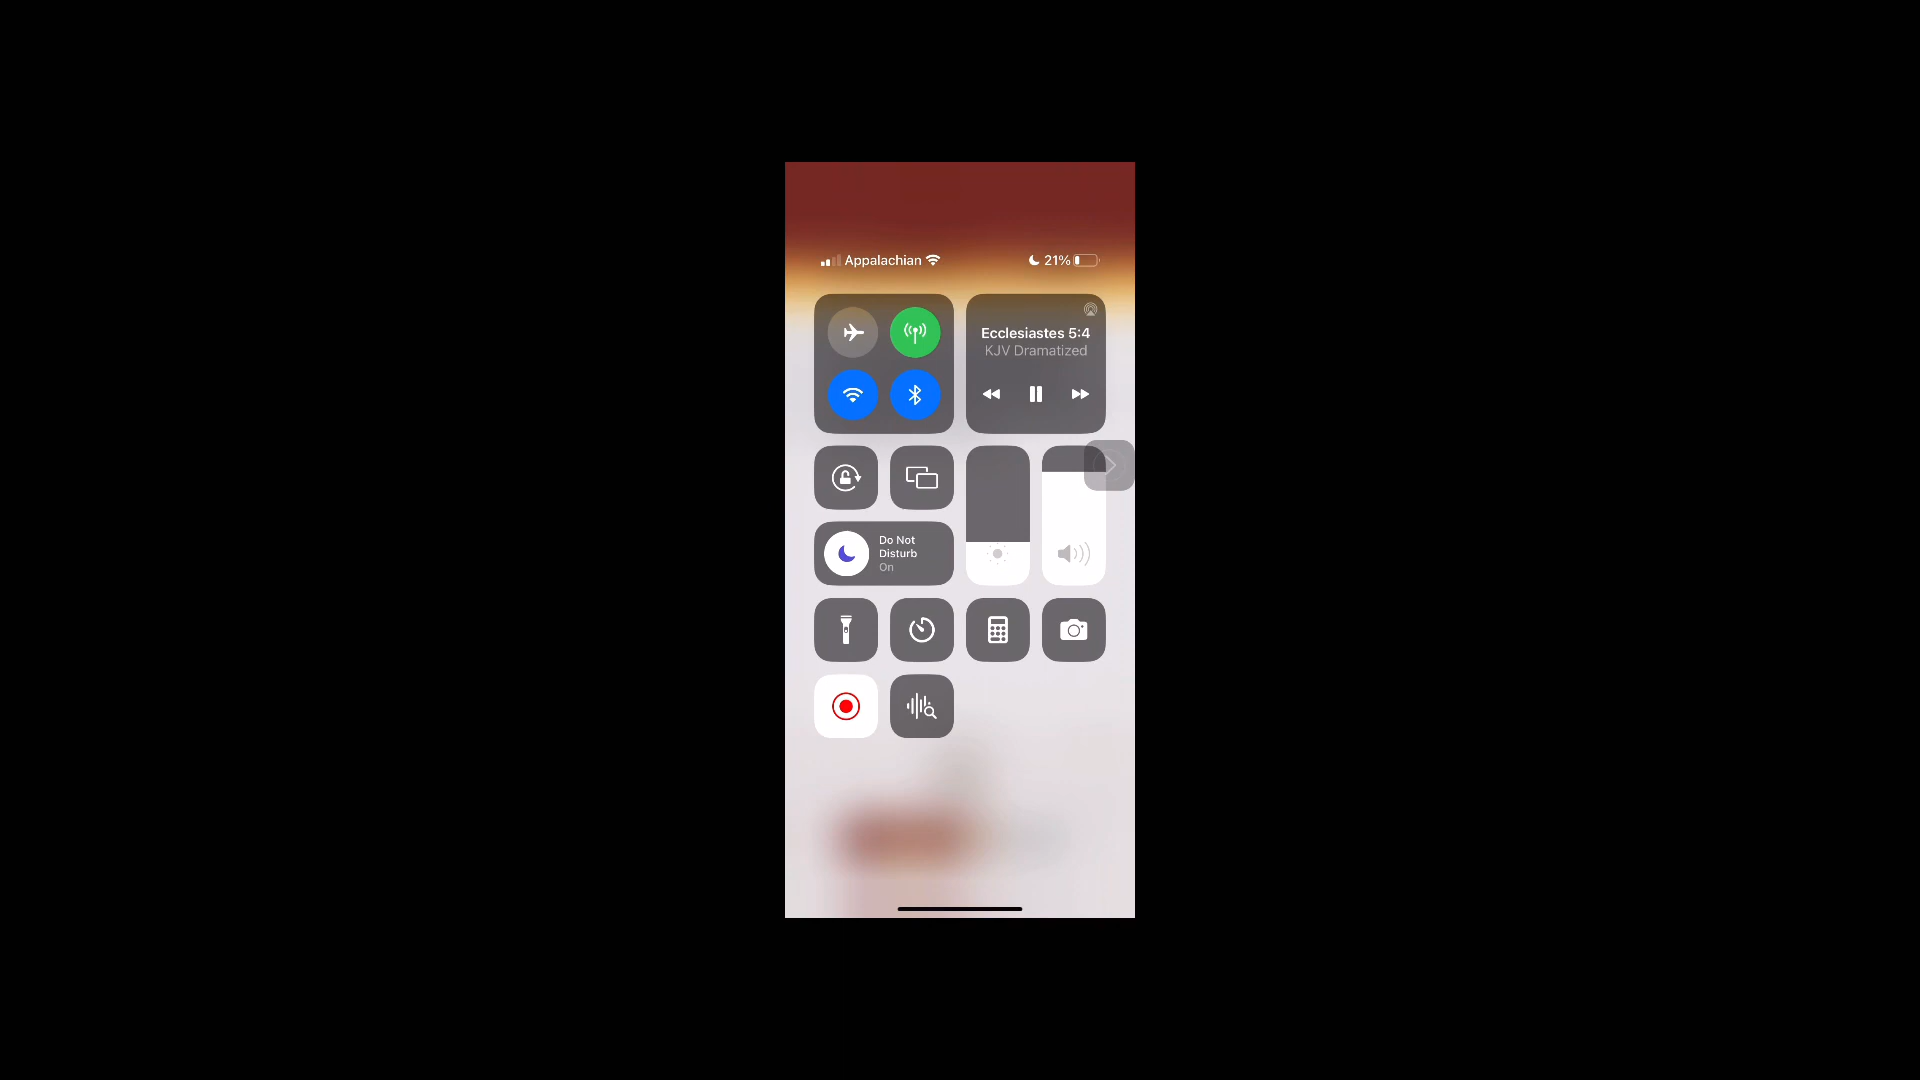 Appalachian
21%
Ecclesiastes 5:4
KJV Dramatized
Do Not
Disturb
On